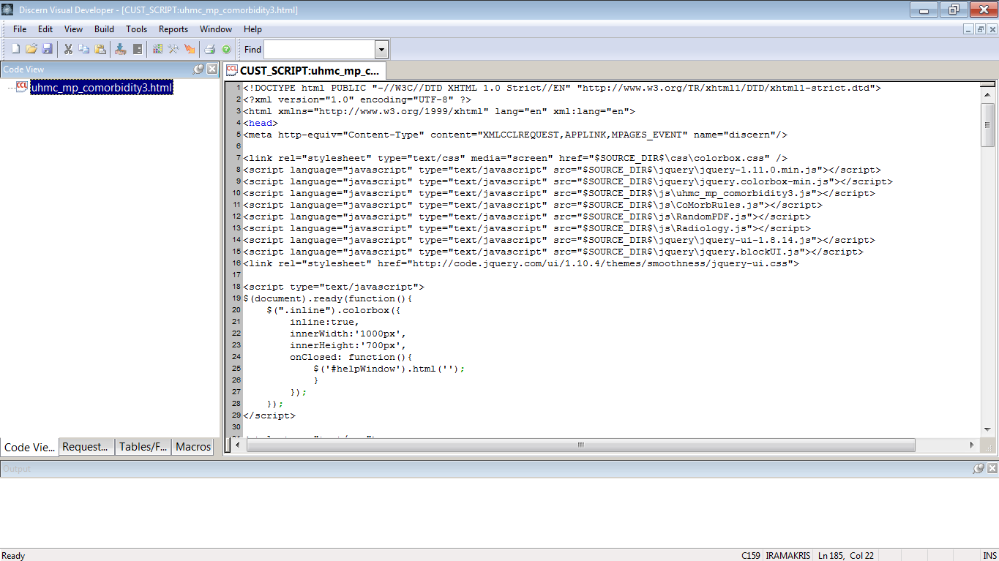 Discern Visual Developer - [CUST_SCRIPT:uhmc_mp_comorbidity3.html]
File Edit View Build Tools Reports Window Help
Find
Code View
CCL uhmc_mp_comorbidity3.html
CCL CUST_SCRIPT:uhmc_mp_c...
1 <!DOCTYPE html PUBLIC "-//W3C//DTD XHTML 1.0 Strict//EN" "http://www.w3.org/TR/xhtml1/DTD/xhtml1-strict.dtd">
2 <?xml version="1.0" encoding="UTF-8" ?>
3 <html xmlns="http://www.w3.org/1999/xhtml" lang="en" xml:lang="en">
4 <head>
5 <meta http-equiv="Content-Type" content="XMLCCLREQUEST,APPLINK,MPAGES_EVENT" name="discern"/>
6
7 <link rel="stylesheet" type="text/css" media="screen" href="$SOURCE_DIR$\css\colorbox.css" />
8 <script language="javascript" type="text/javascript" src="$SOURCE_DIR$\jquery\jquery-1.11.0.min.js"></script>
9 <script language="javascript" type="text/javascript" src="$SOURCE_DIR$\jquery\jquery.colorbox-min.js"></script>
10 <script language="javascript" type="text/javascript" src="$SOURCE_DIR$\js\uhmc_mp_comorbidity3.js"></script>
11 <script language="javascript" type="text/javascript" src="$SOURCE_DIR$\js\CoMorbRules.js"></script>
12 <script language="javascript" type="text/javascript" src="$SOURCE_DIR$\js\RandomPDF.js"></script>
13 <script language="javascript" type="text/javascript" src="$SOURCE_DIR$\js\Radiology.js"></script>
14 <script language="javascript" type="text/javascript" src="$SOURCE_DIR$\jquery\jquery-ui-1.8.14.js"></script>
15 <script language="javascript" type="text/javascript" src="$SOURCE_DIR$\jquery\jquery.blockUI.js"></script>
16 <link rel="stylesheet" href="http://code.jquery.com/ui/1.10.4/themes/smoothness/jquery-ui.css">
17
18 <script type="text/javascript">
19 $(document).ready(function(){
20 $(".inline").colorbox({
21 inline:true,
22 innerWidth:'1000px',
23 innerHeight:'700px',
24 onClosed: function(){
25 $('#helpWindow').html('');
26 }
27 });
28 });
29 </script>
30
Code Vie... Request... Tables/F... Macros
Output
Ready C159 IRAMAKRIS Ln 185, Col 22 INS